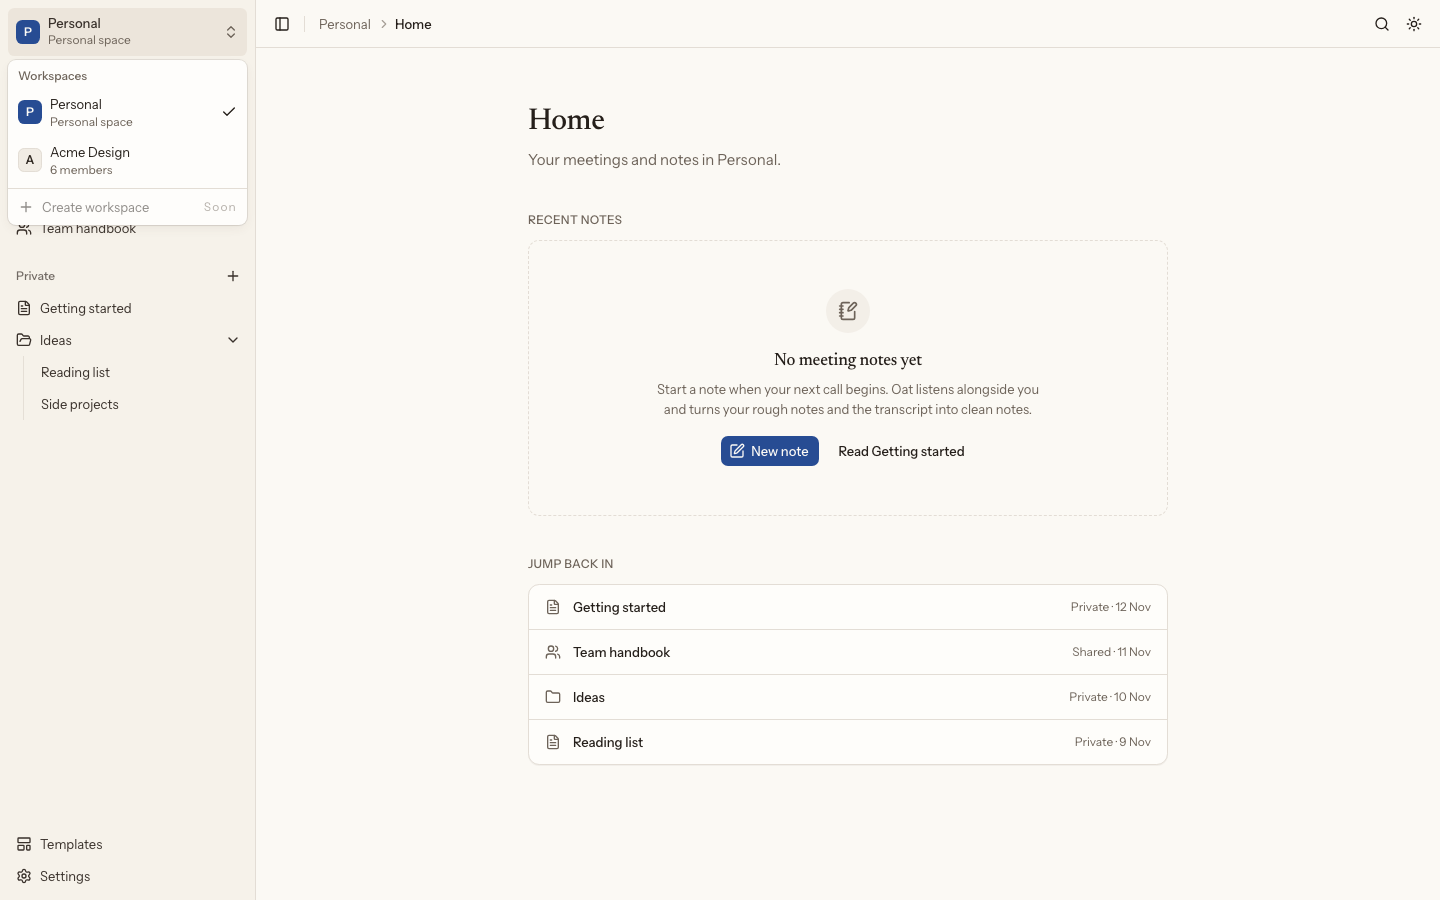 P
Personal
Personal space
Workspaces
P
Personal
Personal space
A
Acme Design
6 members
Create workspace Soon
Team handbook
Private
Getting started
Ideas
Reading list
Side projects
Templates
Settings
Personal Home
Home
Your meetings and notes in Personal.
RECENT NOTES
No meeting notes yet
Start a note when your next call begins. Oat listens alongside you
and turns your rough notes and the transcript into clean notes.
New note Read Getting started
JUMP BACK IN
Getting started Private · 12 Nov
Team handbook Shared · 11 Nov
Ideas Private · 10 Nov
Reading list Private · 9 Nov